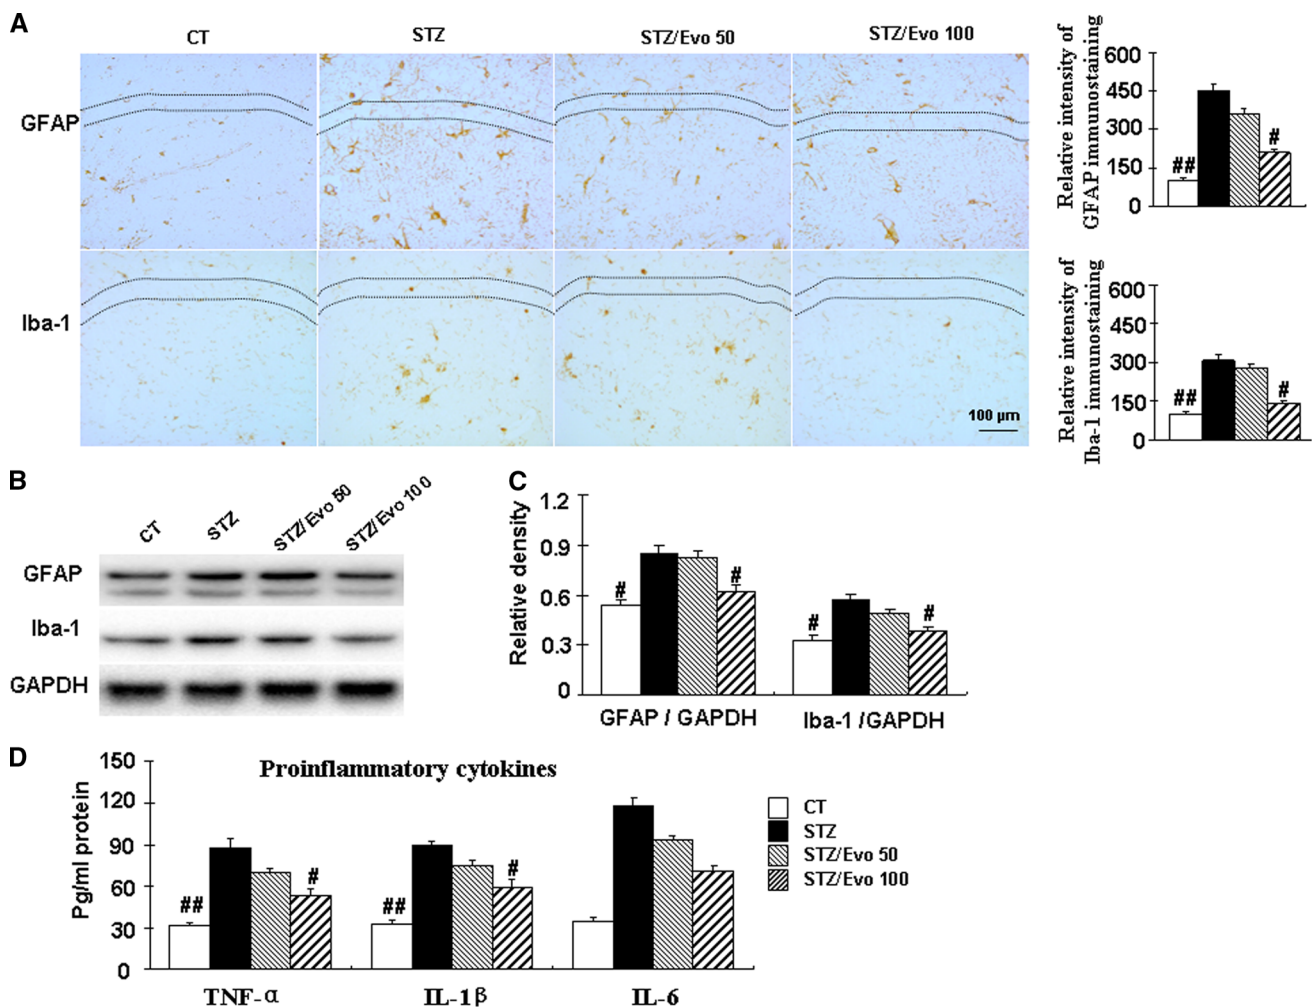 A
CT
STZ
STZ/Evo 50
STZ/Evo 100
GFAP
Iba-1
100 µm
Relative intensity of
GFAP immunostaining
600
450
300
150
0
##
#
Relative intensity of
Iba-1 immunostaining
600
450
300
150
0
##
#
B
CT
STZ
STZ/Evo 50
STZ/Evo 100
GFAP
Iba-1
GAPDH
C
Relative density
1.2
0.9
0.6
0.3
0
#
#
#
#
GFAP / GAPDH
Iba-1 /GAPDH
D
Proinflammatory cytokines
Pg/ml protein
150
120
90
60
30
0
##
#
##
#
TNF-α
IL-1β
IL-6
CT
STZ
STZ/Evo 50
STZ/Evo 100